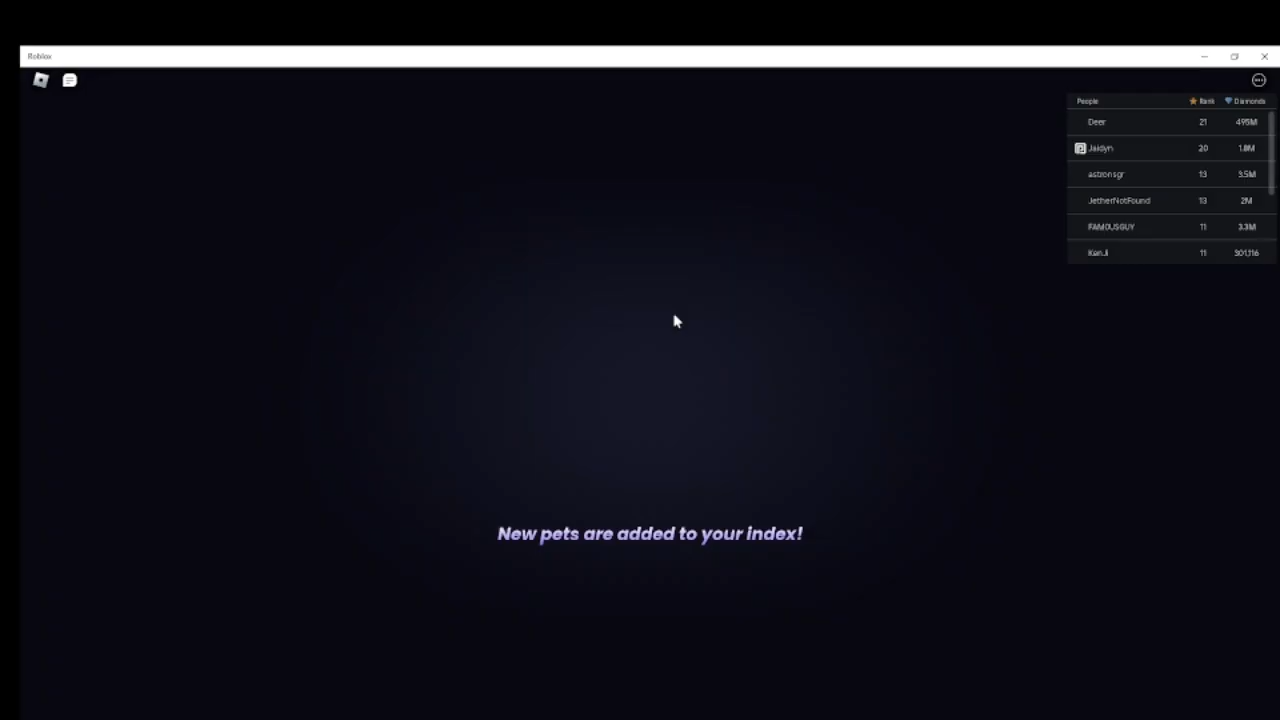 Roblox
People Rank Diamonds
Deer 21 495M
Jaidyn 20 1.8M
astronsgr 13 3.5M
JetherNotFound 13 2M
FAMOUSGUY 11 3.3M
KenJi 11 301,116
New pets are added to your index!